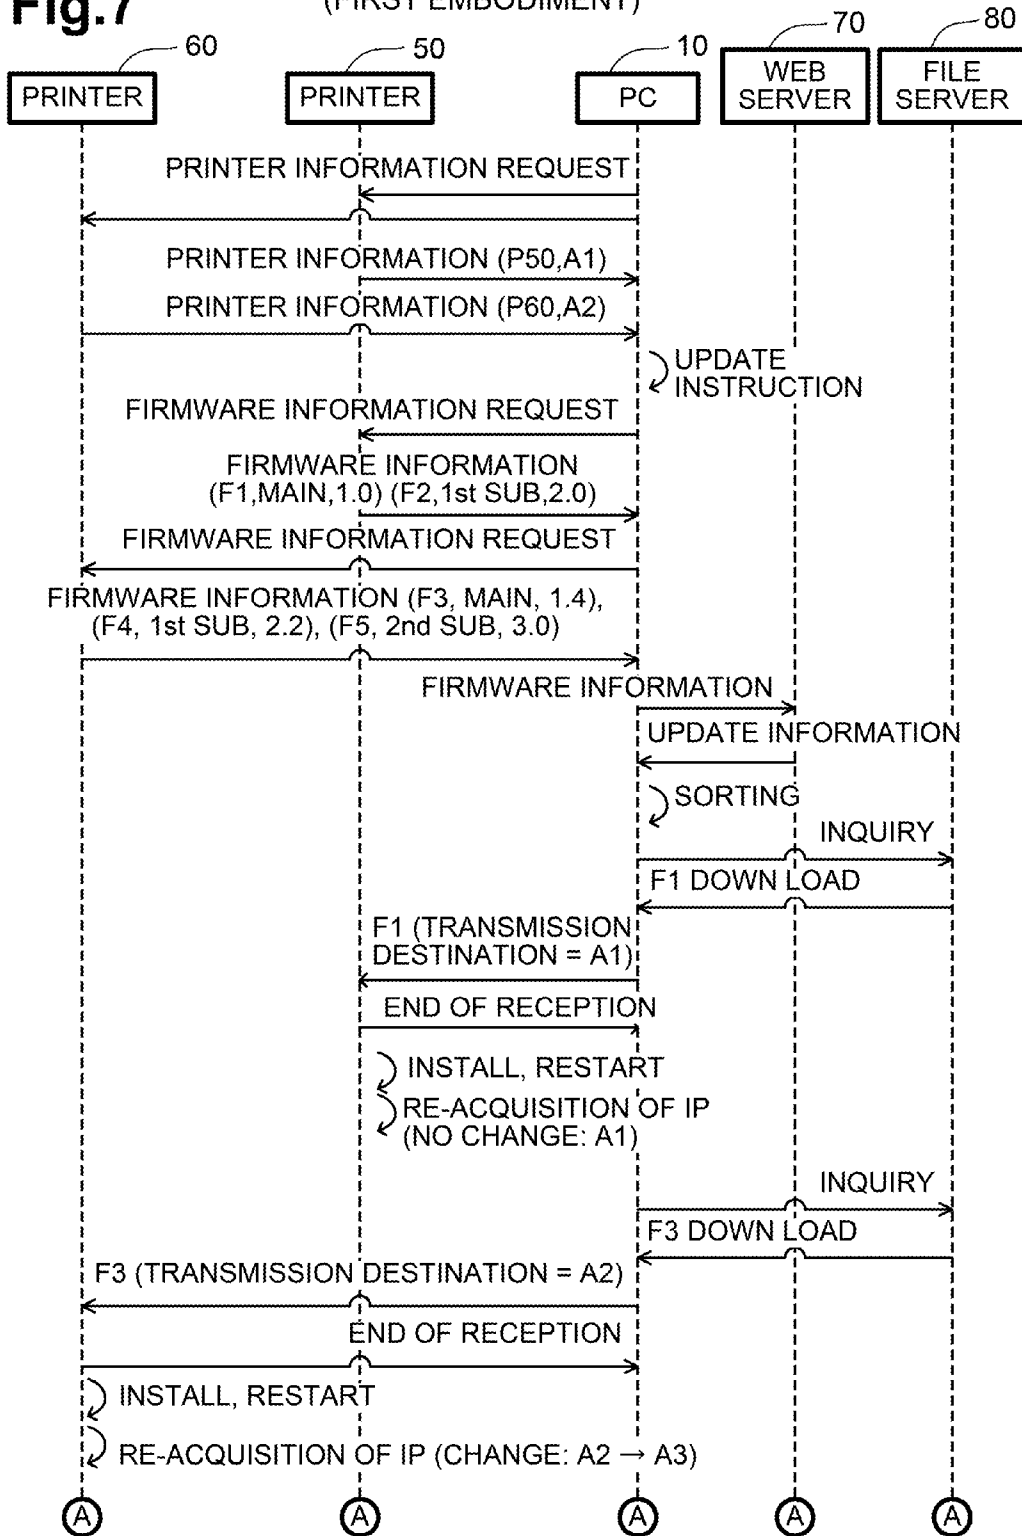 Fig.7
(FIRST EMBODIMENT)
60
50
10
70
80
PRINTER
PRINTER
PC
WEB
SERVER
FILE
SERVER
PRINTER INFORMATION REQUEST
PRINTER INFORMATION (P50,A1)
PRINTER INFORMATION (P60,A2)
UPDATE
INSTRUCTION
FIRMWARE INFORMATION REQUEST
FIRMWARE INFORMATION
(F1,MAIN,1.0) (F2,1st SUB,2.0)
FIRMWARE INFORMATION REQUEST
FIRMWARE INFORMATION (F3, MAIN, 1.4),
(F4, 1st SUB, 2.2), (F5, 2nd SUB, 3.0)
FIRMWARE INFORMATION
UPDATE INFORMATION
SORTING
INQUIRY
F1 DOWN LOAD
F1 (TRANSMISSION
DESTINATION = A1)
END OF RECEPTION
INSTALL, RESTART
RE-ACQUISITION OF IP
(NO CHANGE: A1)
INQUIRY
F3 DOWN LOAD
F3 (TRANSMISSION DESTINATION = A2)
END OF RECEPTION
INSTALL, RESTART
RE-ACQUISITION OF IP (CHANGE: A2 → A3)
A
A
A
A
A